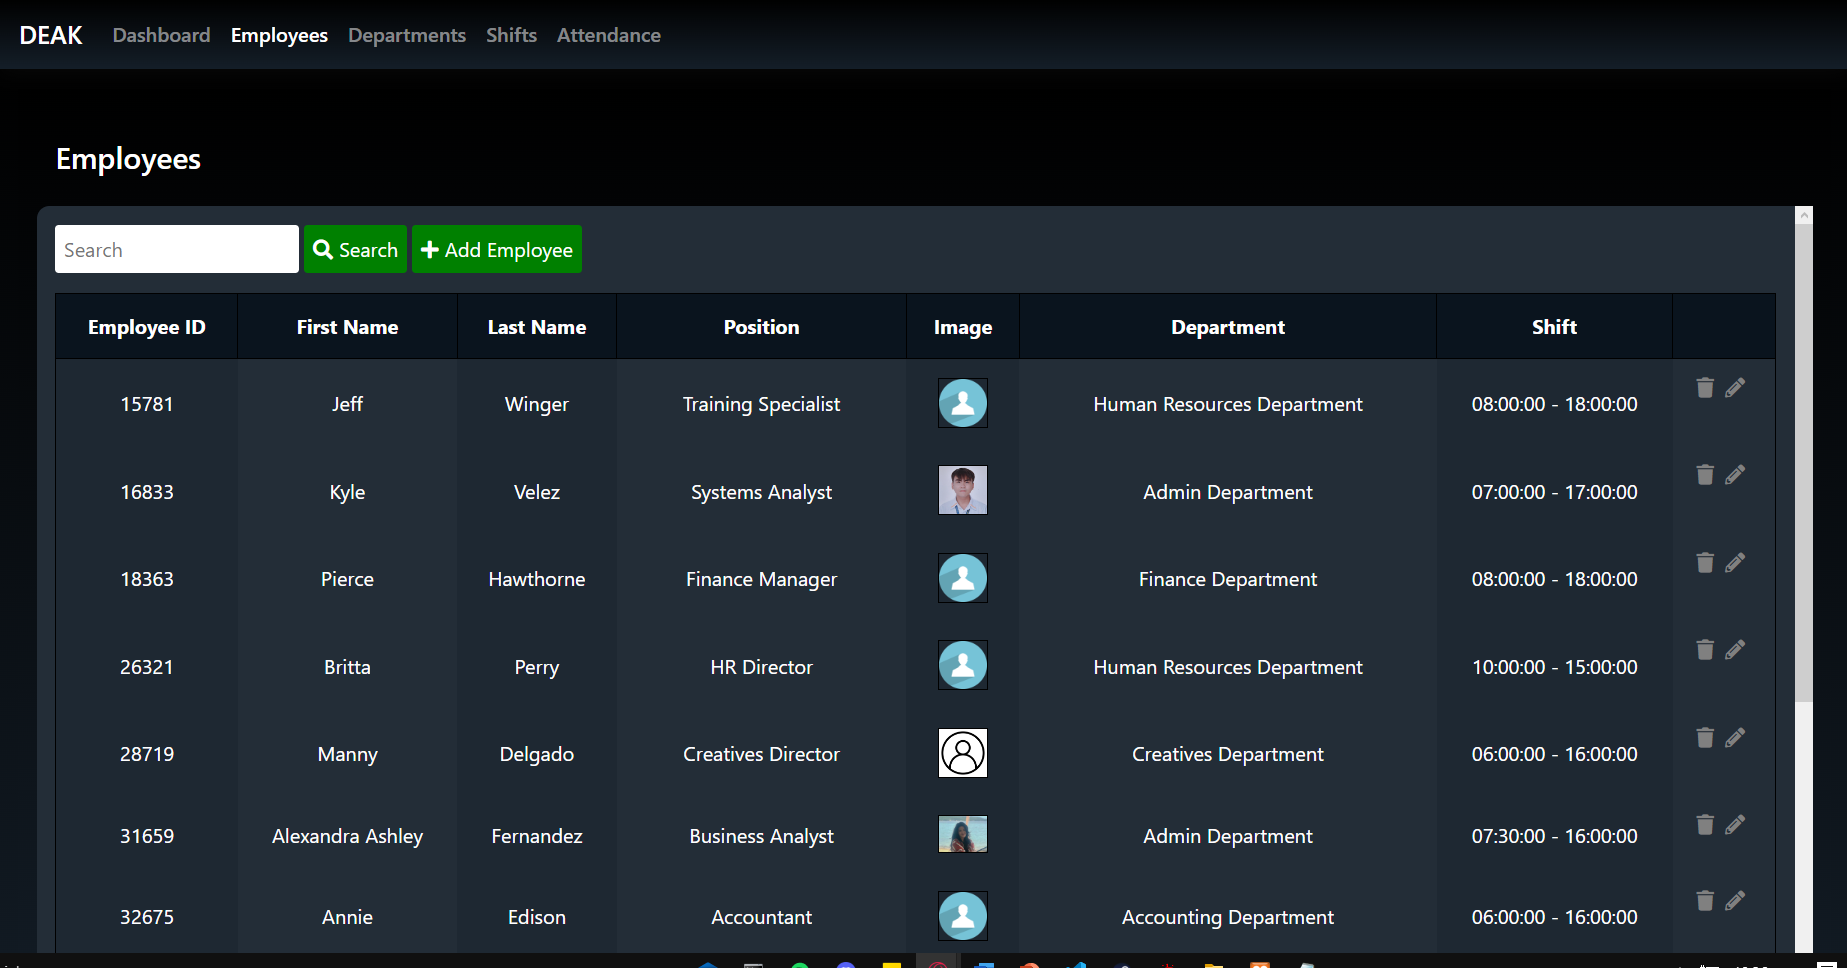 DEAK Dashboard Employees Departments Shifts Attendance
Employees
Search Search Add Employee
Employee ID First Name Last Name Position Image Department Shift
15781 Jeff Winger Training Specialist Human Resources Department 08:00:00 - 18:00:00
16833 Kyle Velez Systems Analyst Admin Department 07:00:00 - 17:00:00
18363 Pierce Hawthorne Finance Manager Finance Department 08:00:00 - 18:00:00
26321 Britta Perry HR Director Human Resources Department 10:00:00 - 15:00:00
28719 Manny Delgado Creatives Director Creatives Department 06:00:00 - 16:00:00
31659 Alexandra Ashley Fernandez Business Analyst Admin Department 07:30:00 - 16:00:00
32675 Annie Edison Accountant Accounting Department 06:00:00 - 16:00:00